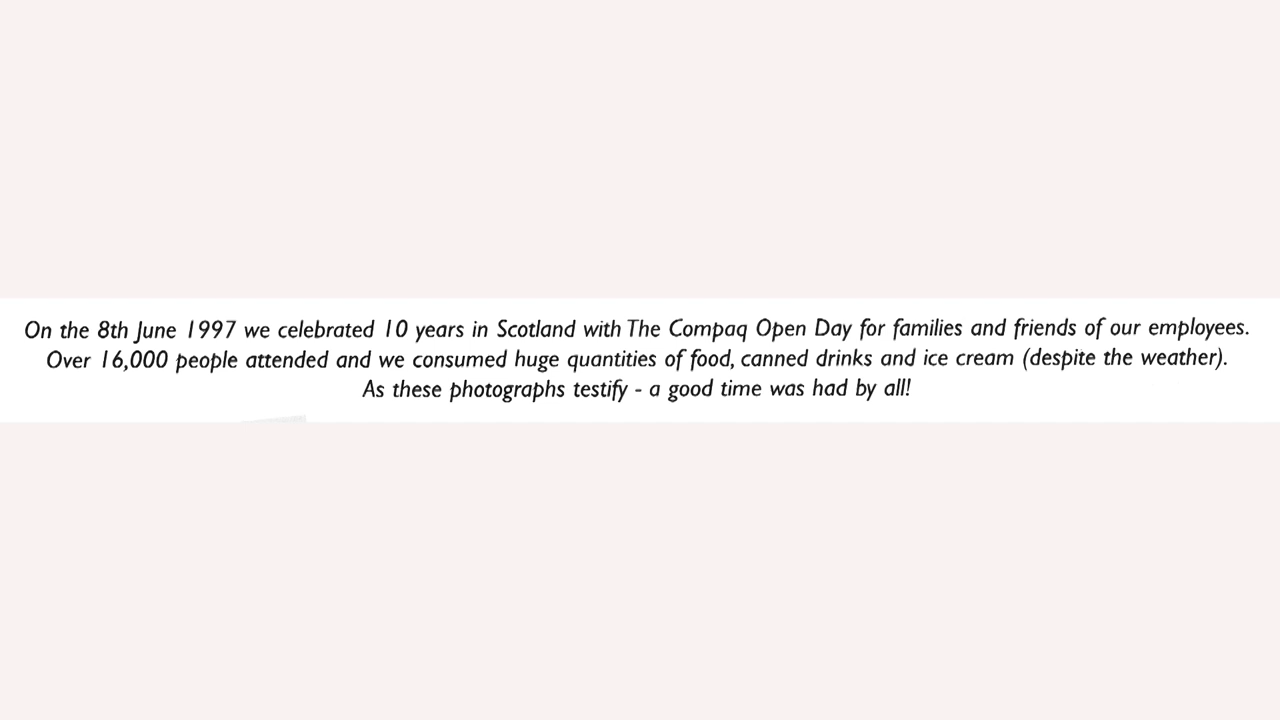 On the 8th June 1997 we celebrated 10 years in Scotland with The Compaq Open Day for families and friends of our employees.
Over 16,000 people attended and we consumed huge quantities of food, canned drinks and ice cream (despite the weather).
As these photographs testify - a good time was had by all!